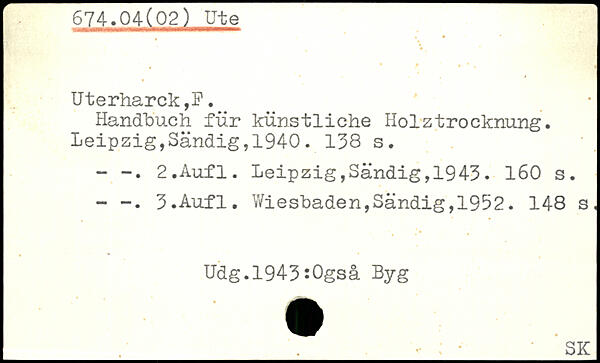 674.04(02) Ute
Uterharck,F.
Handbuch für künstliche Holztrocknung.
Leipzig,Sändig,1940. 138 s.
- -. 2.Aufl. Leipzig,Sändig,1943. 160 s.
- -. 3.Aufl. Wiesbaden,Sändig,1952. 148 s.
Udg.1943:Også Byg
SK